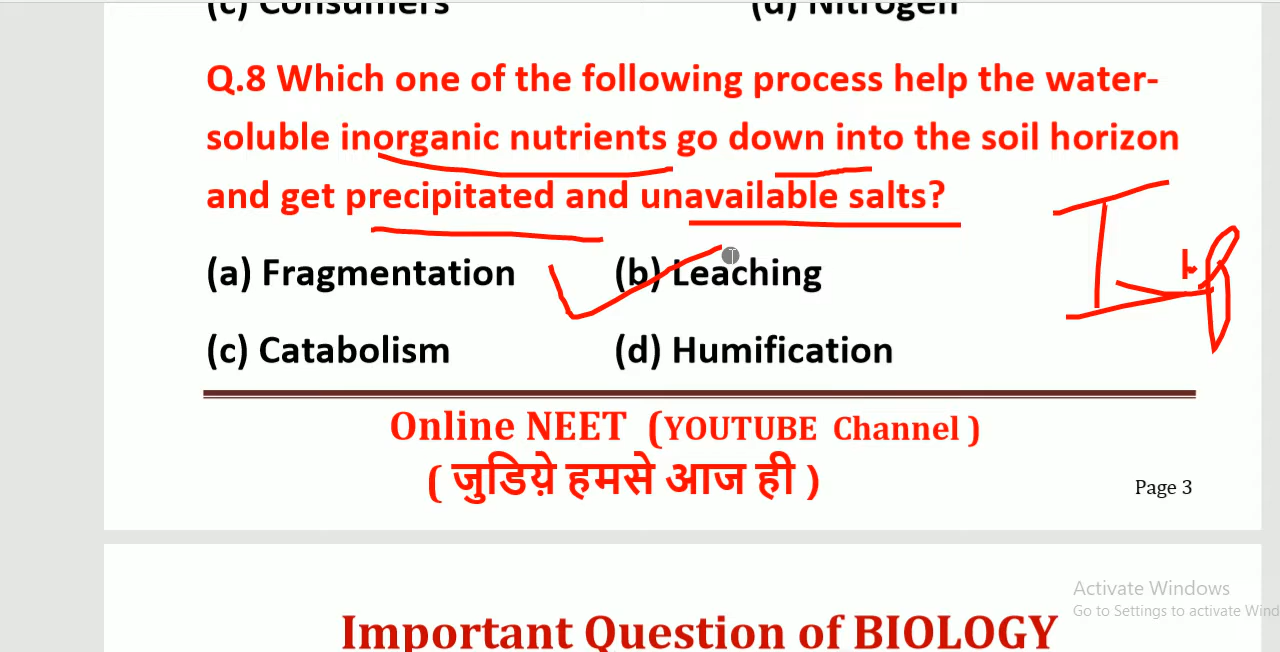 (c) Consumers (d) Nitrogen
Q.8 Which one of the following process help the water-
soluble inorganic nutrients go down into the soil horizon
and get precipitated and unavailable salts?
(a) Fragmentation (b) Leaching
(c) Catabolism (d) Humification
Online NEET (YOUTUBE Channel )
( जुडिय़े हमसे आज ही )
Page 3
Activate Windows
Go to Settings to activate Wind
Important Question of BIOLOGY